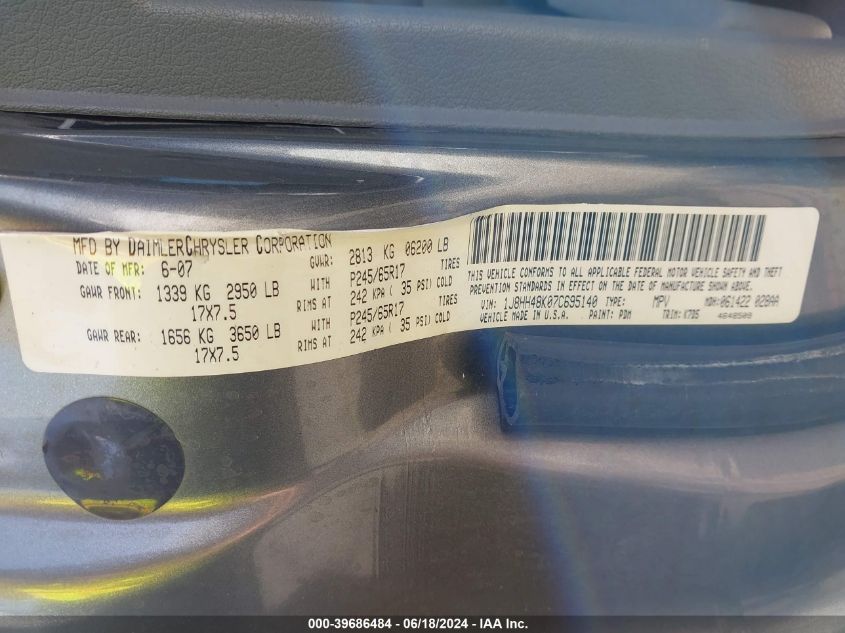 MFD BY DAIMLERCHRYSLER CORPORATION
DATE OF MFR: 6-07 GVWR: 2813 KG 06200 LB
GAWR FRONT: 1339 KG 2950 LB WITH P245/65R17 TIRES
17X7.5 RIMS AT 242 KPA ( 35 PSI) COLD
GAWR REAR: 1656 KG 3650 LB WITH P245/65R17 TIRES
17X7.5 RIMS AT 242 KPA ( 35 PSI) COLD
THIS VEHICLE CONFORMS TO ALL APPLICABLE FEDERAL MOTOR VEHICLE SAFETY AND THEFT
PREVENTION STANDARDS IN EFFECT ON THE DATE OF MANUFACTURE SHOWN ABOVE.
VIN: 1J8HH48K07C695140 TYPE: MPV MDH: 061422 028AA
VEHICLE MADE IN U.S.A. PAINT: PDM TRIM: K7D5 4648509
000-39686484 - 06/18/2024 - IAA Inc.